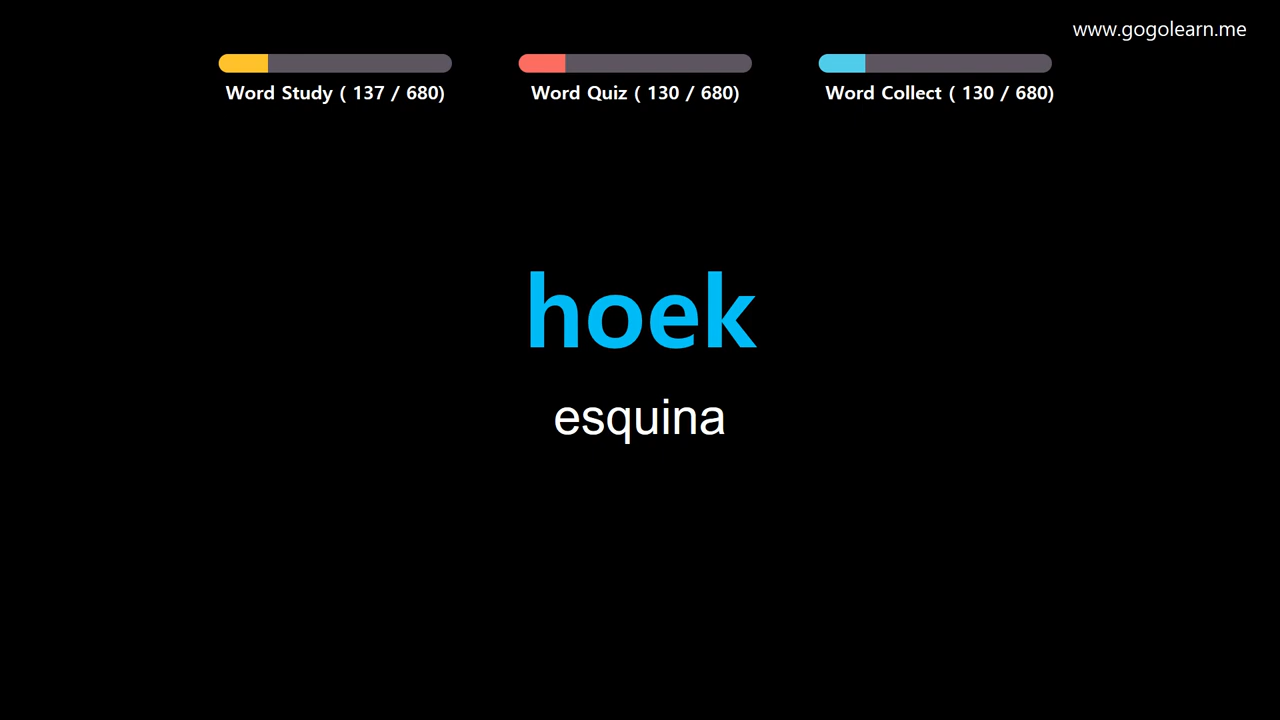 www.gogolearn.me
Word Study ( 137 / 680)
Word Quiz ( 130 / 680)
Word Collect ( 130 / 680)
hoek
esquina